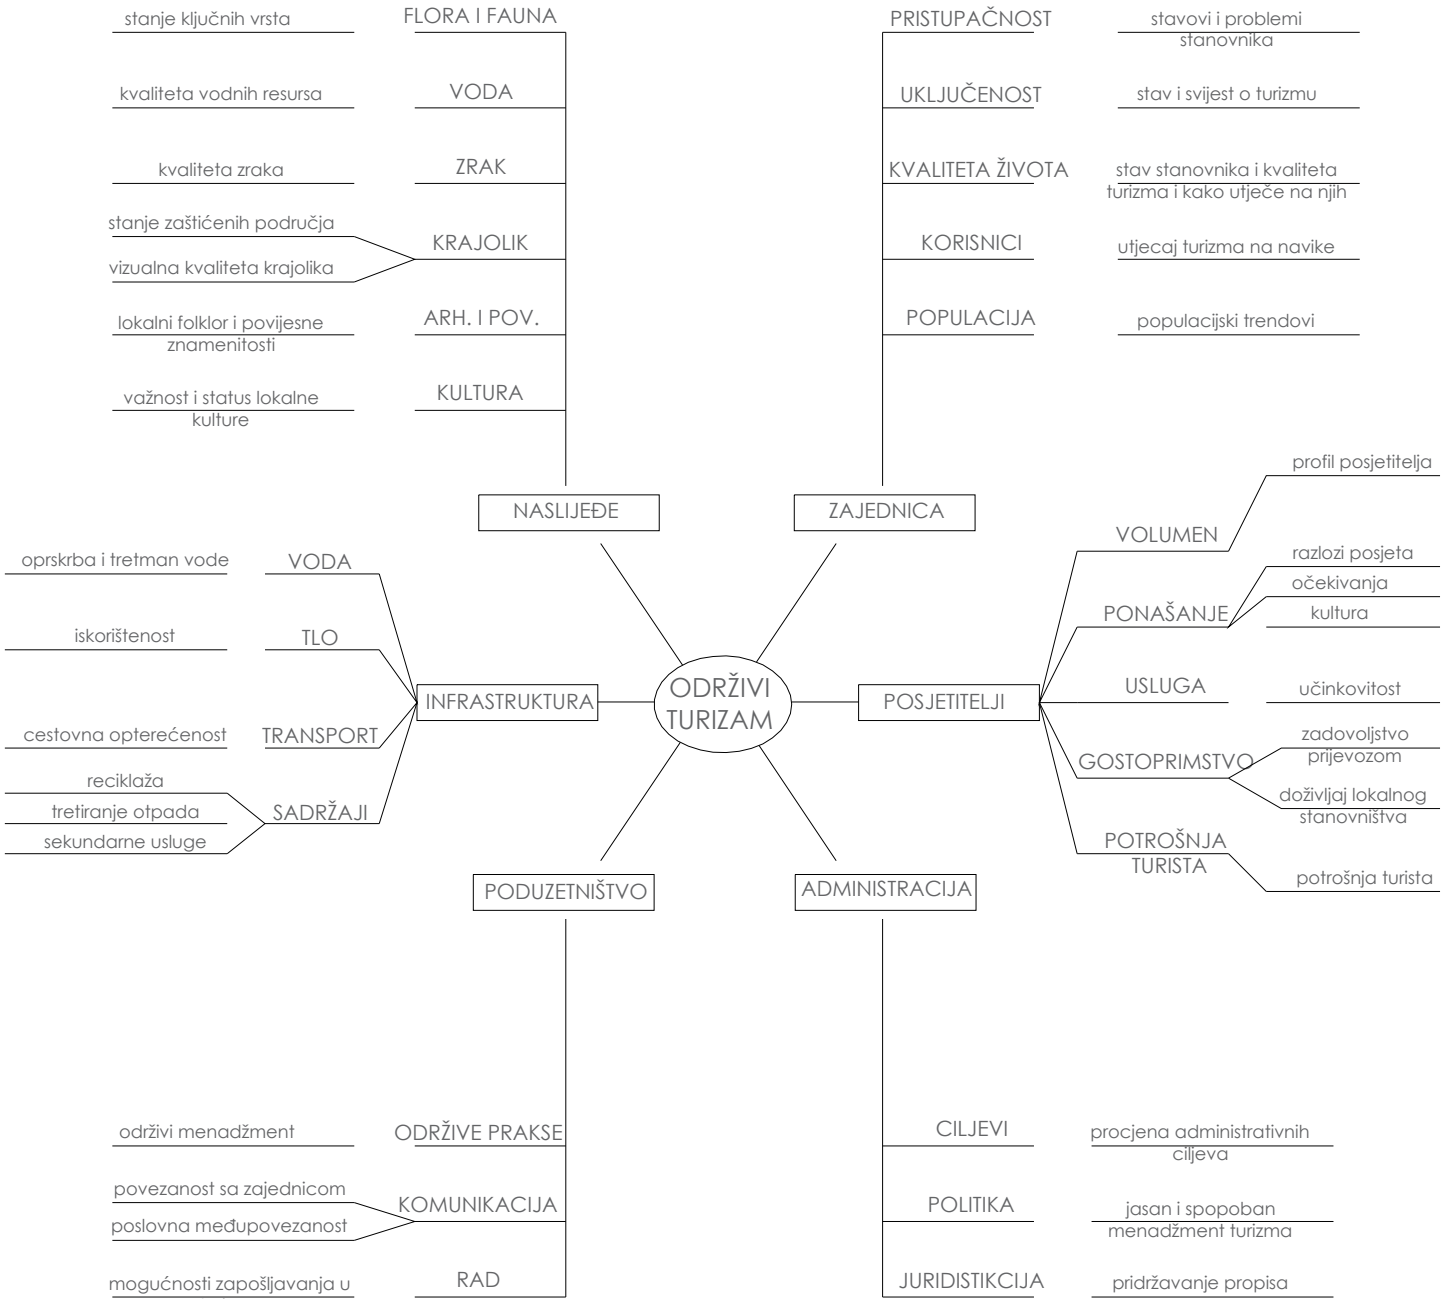 FLORA I FAUNA
stanje ključnih vrsta
VODA
kvaliteta vodnih resursa
ZRAK
kvaliteta zraka
KRAJOLIK
stanje zaštićenih područja
vizualna kvaliteta krajolika
ARH. I POV.
lokalni folklor i povijesne
znamenitosti
KULTURA
važnost i status lokalne
kulture
NASLIJEĐE
PRISTUPAČNOST
stavovi i problemi
stanovnika
UKLJUČENOST
stav i svijest o turizmu
KVALITETA ŽIVOTA
stav stanovnika i kvaliteta
turizma i kako utječe na njih
KORISNICI
utjecaj turizma na navike
POPULACIJA
populacijski trendovi
ZAJEDNICA
VODA
oprskrba i tretman vode
TLO
iskorištenost
TRANSPORT
cestovna opterećenost
SADRŽAJI
reciklaža
tretiranje otpada
sekundarne usluge
INFRASTRUKTURA
ODRŽIVI
TURIZAM
POSJETITELJI
VOLUMEN
profil posjetitelja
PONAŠANJE
razlozi posjeta
očekivanja
kultura
USLUGA
učinkovitost
GOSTOPRIMSTVO
zadovoljstvo
prijevozom
doživljaj lokalnog
stanovništva
POTROŠNJA
TURISTA
potrošnja turista
PODUZETNIŠTVO
ODRŽIVE PRAKSE
održivi menadžment
KOMUNIKACIJA
povezanost sa zajednicom
poslovna međupovezanost
RAD
mogućnosti zapošljavanja u
ADMINISTRACIJA
CILJEVI
procjena administrativnih
ciljeva
POLITIKA
jasan i spopoban
menadžment turizma
JURIDISTIKCIJA
pridržavanje propisa